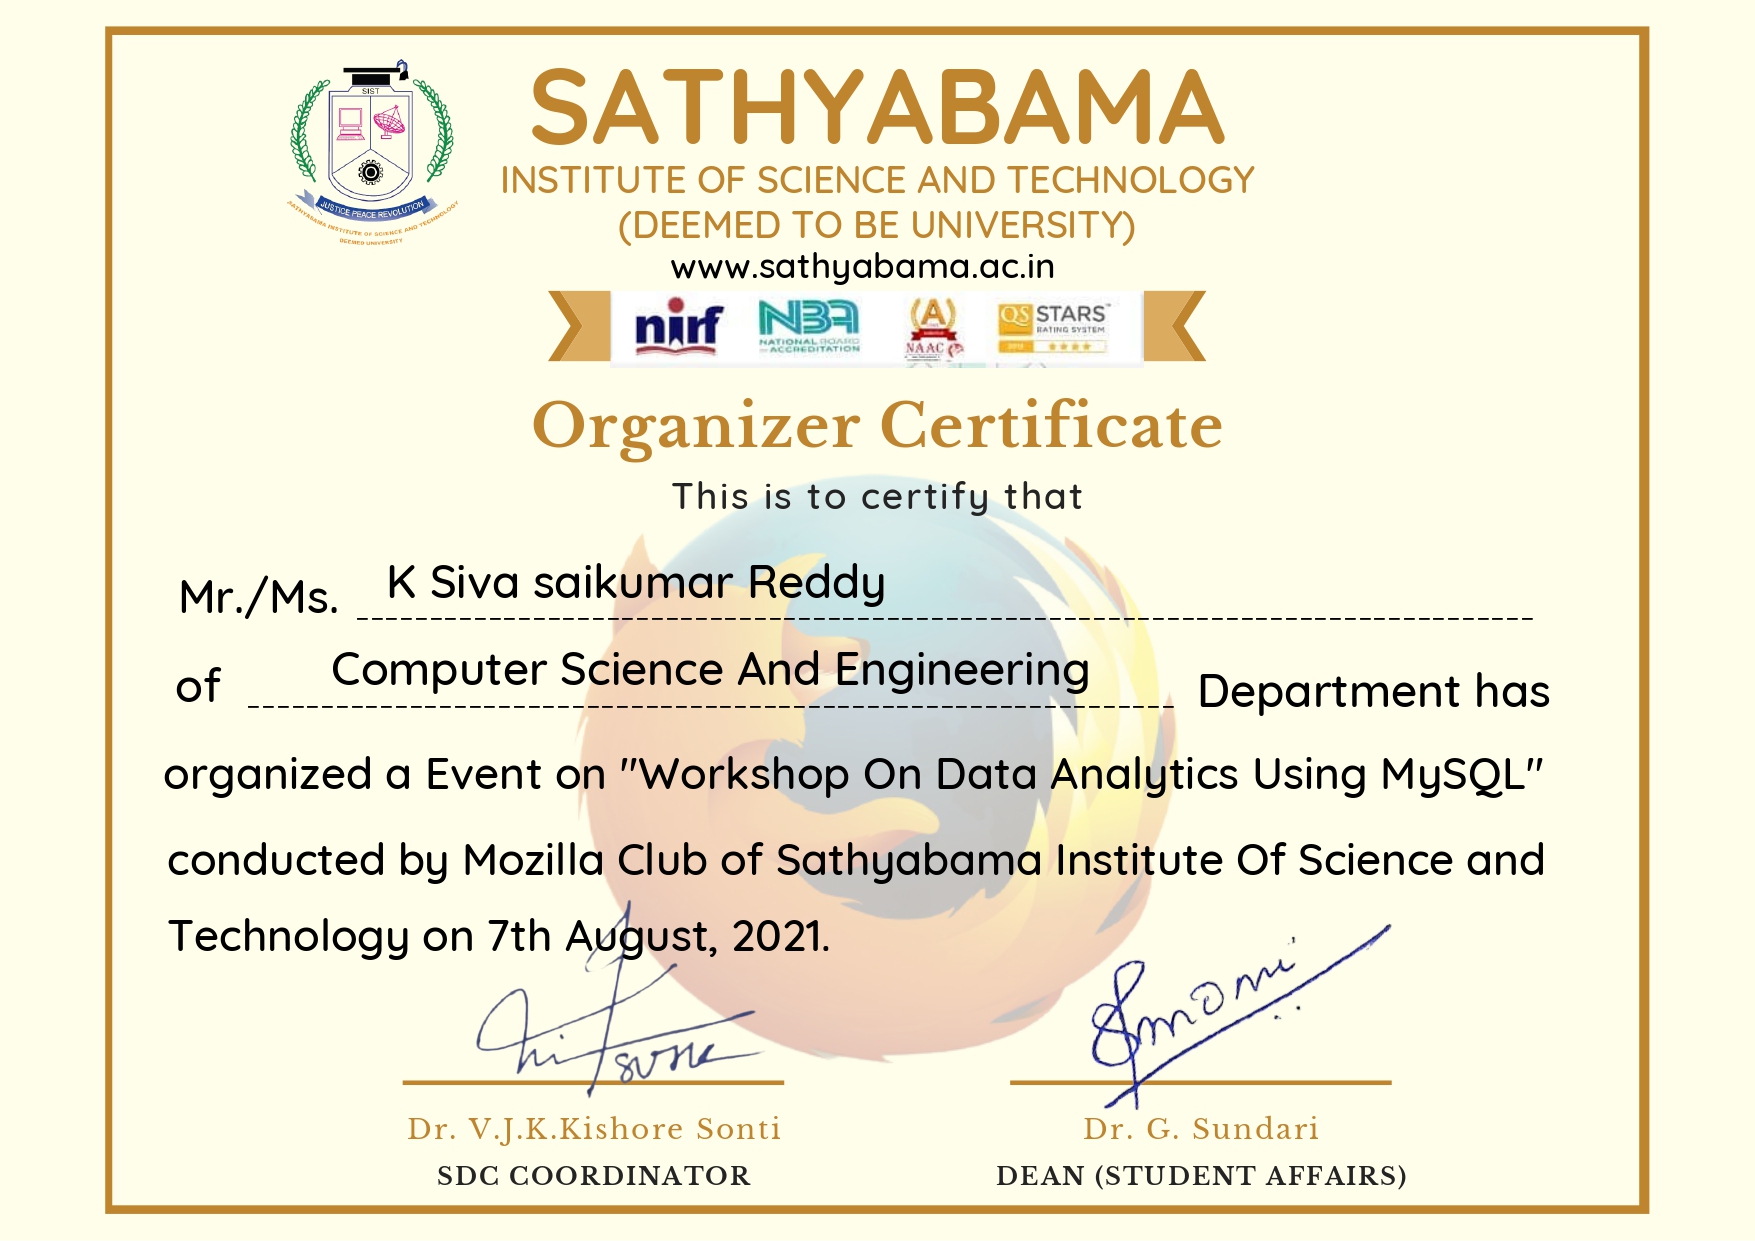 SIST
JUSTICE PEACE REVOLUTION
SATHYABAMA INSTITUTE OF SCIENCE AND TECHNOLOGY
DEEMED UNIVERSITY
SATHYABAMA
INSTITUTE OF SCIENCE AND TECHNOLOGY
(DEEMED TO BE UNIVERSITY)
www.sathyabama.ac.in
nirf
NBA
NATIONAL BOARD
ACCREDITATION
A
NAAC
QS STARS™
RATING SYSTEM
Organizer Certificate
This is to certify that
Mr./Ms. K Siva saikumar Reddy
of Computer Science And Engineering Department has
organized a Event on "Workshop On Data Analytics Using MySQL"
conducted by Mozilla Club of Sathyabama Institute Of Science and
Technology on 7th August, 2021.
Dr. V.J.K.Kishore Sonti
SDC COORDINATOR
Dr. G. Sundari
DEAN (STUDENT AFFAIRS)